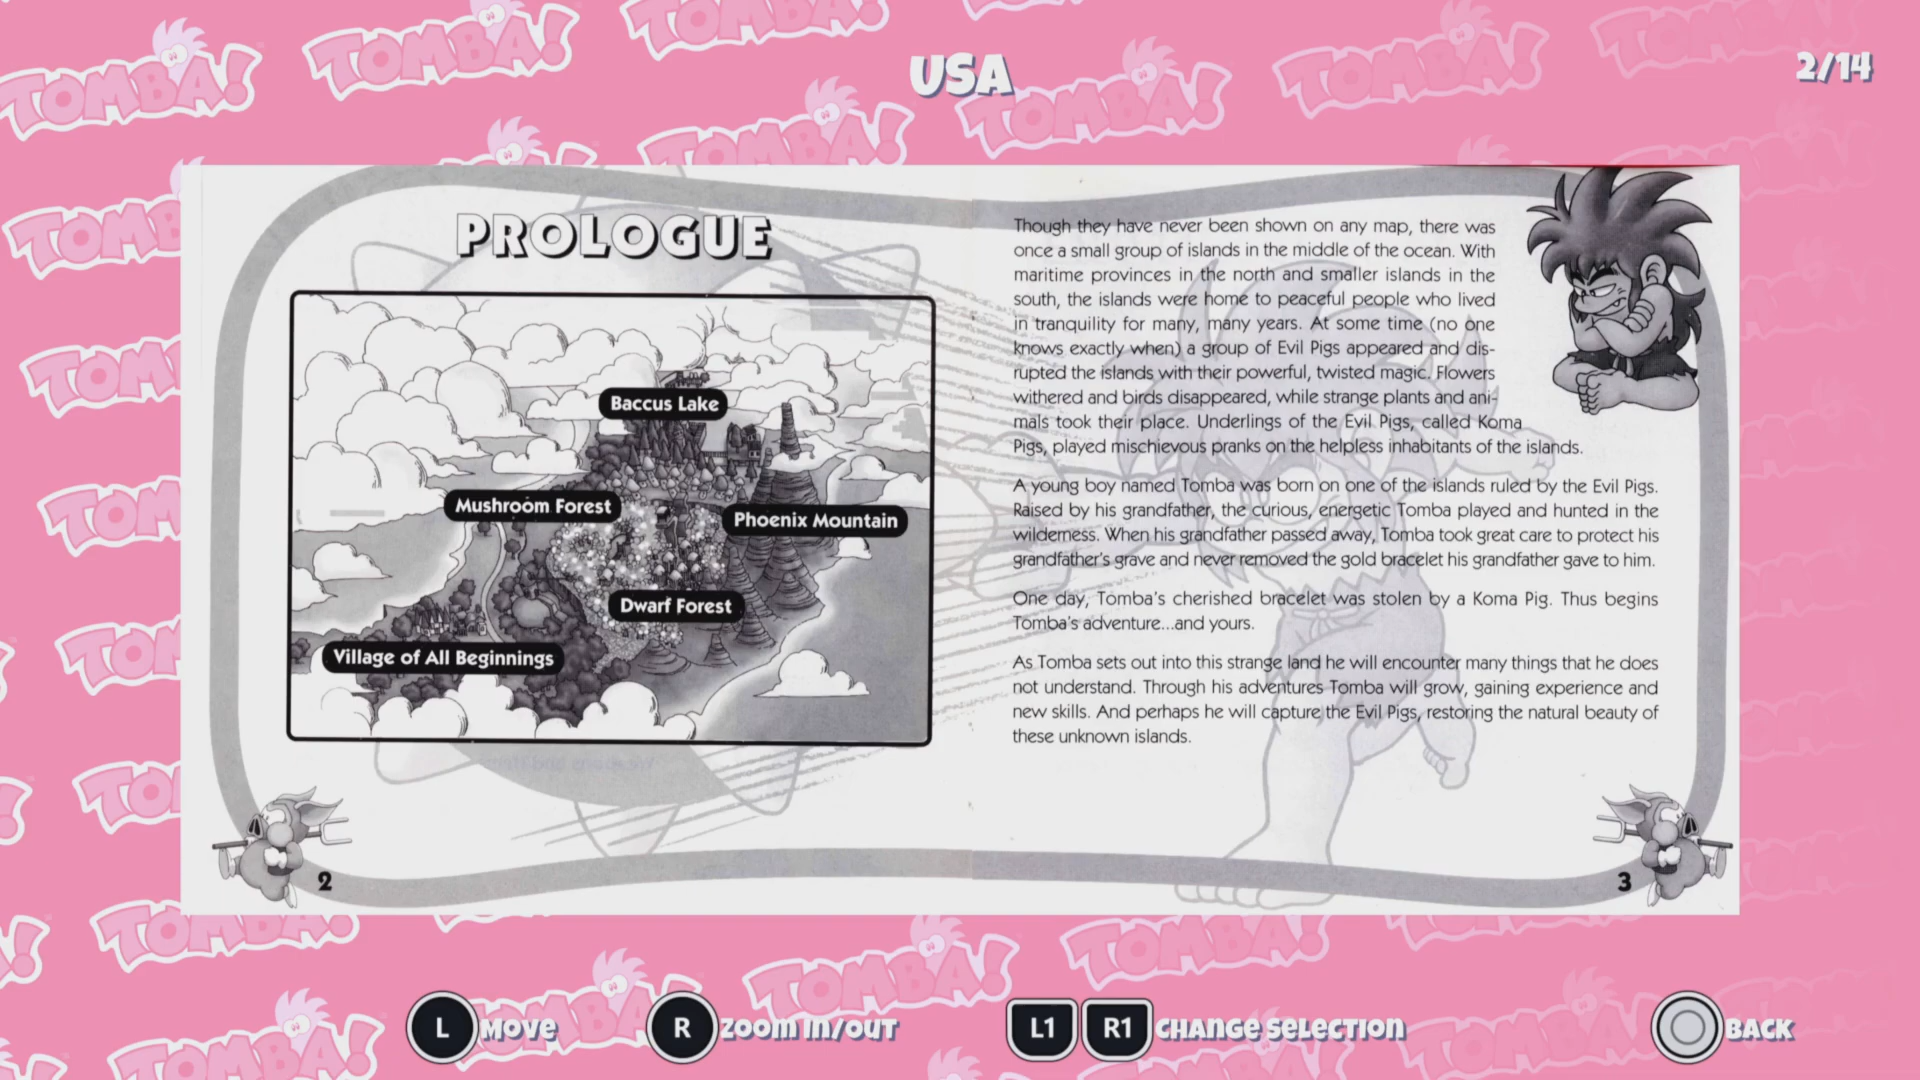 USA
2/14
PROLOGUE
Baccus Lake
Mushroom Forest
Phoenix Mountain
Dwarf Forest
Village of All Beginnings
2
Though they have never been shown on any map, there was
once a small group of islands in the middle of the ocean. With
maritime provinces in the north and smaller islands in the
south, the islands were home to peaceful people who lived
in tranquility for many, many years. At some time (no one
knows exactly when) a group of Evil Pigs appeared and dis-
rupted the islands with their powerful, twisted magic. Flowers
withered and birds disappeared, while strange plants and ani-
mals took their place. Underlings of the Evil Pigs, called Koma
Pigs, played mischievous pranks on the helpless inhabitants of the islands.
A young boy named Tomba was born on one of the islands ruled by the Evil Pigs.
Raised by his grandfather, the curious, energetic Tomba played and hunted in the
wilderness. When his grandfather passed away, Tomba took great care to protect his
grandfather's grave and never removed the gold bracelet his grandfather gave to him.
One day, Tomba's cherished bracelet was stolen by a Koma Pig. Thus begins
Tomba's adventure...and yours.
As Tomba sets out into this strange land he will encounter many things that he does
not understand. Through his adventures Tomba will grow, gaining experience and
new skills. And perhaps he will capture the Evil Pigs, restoring the natural beauty of
these unknown islands.
3
L MOVE
R ZOOM IN/OUT
L1 R1 CHANGE SELECTION
BACK
TOMBA!